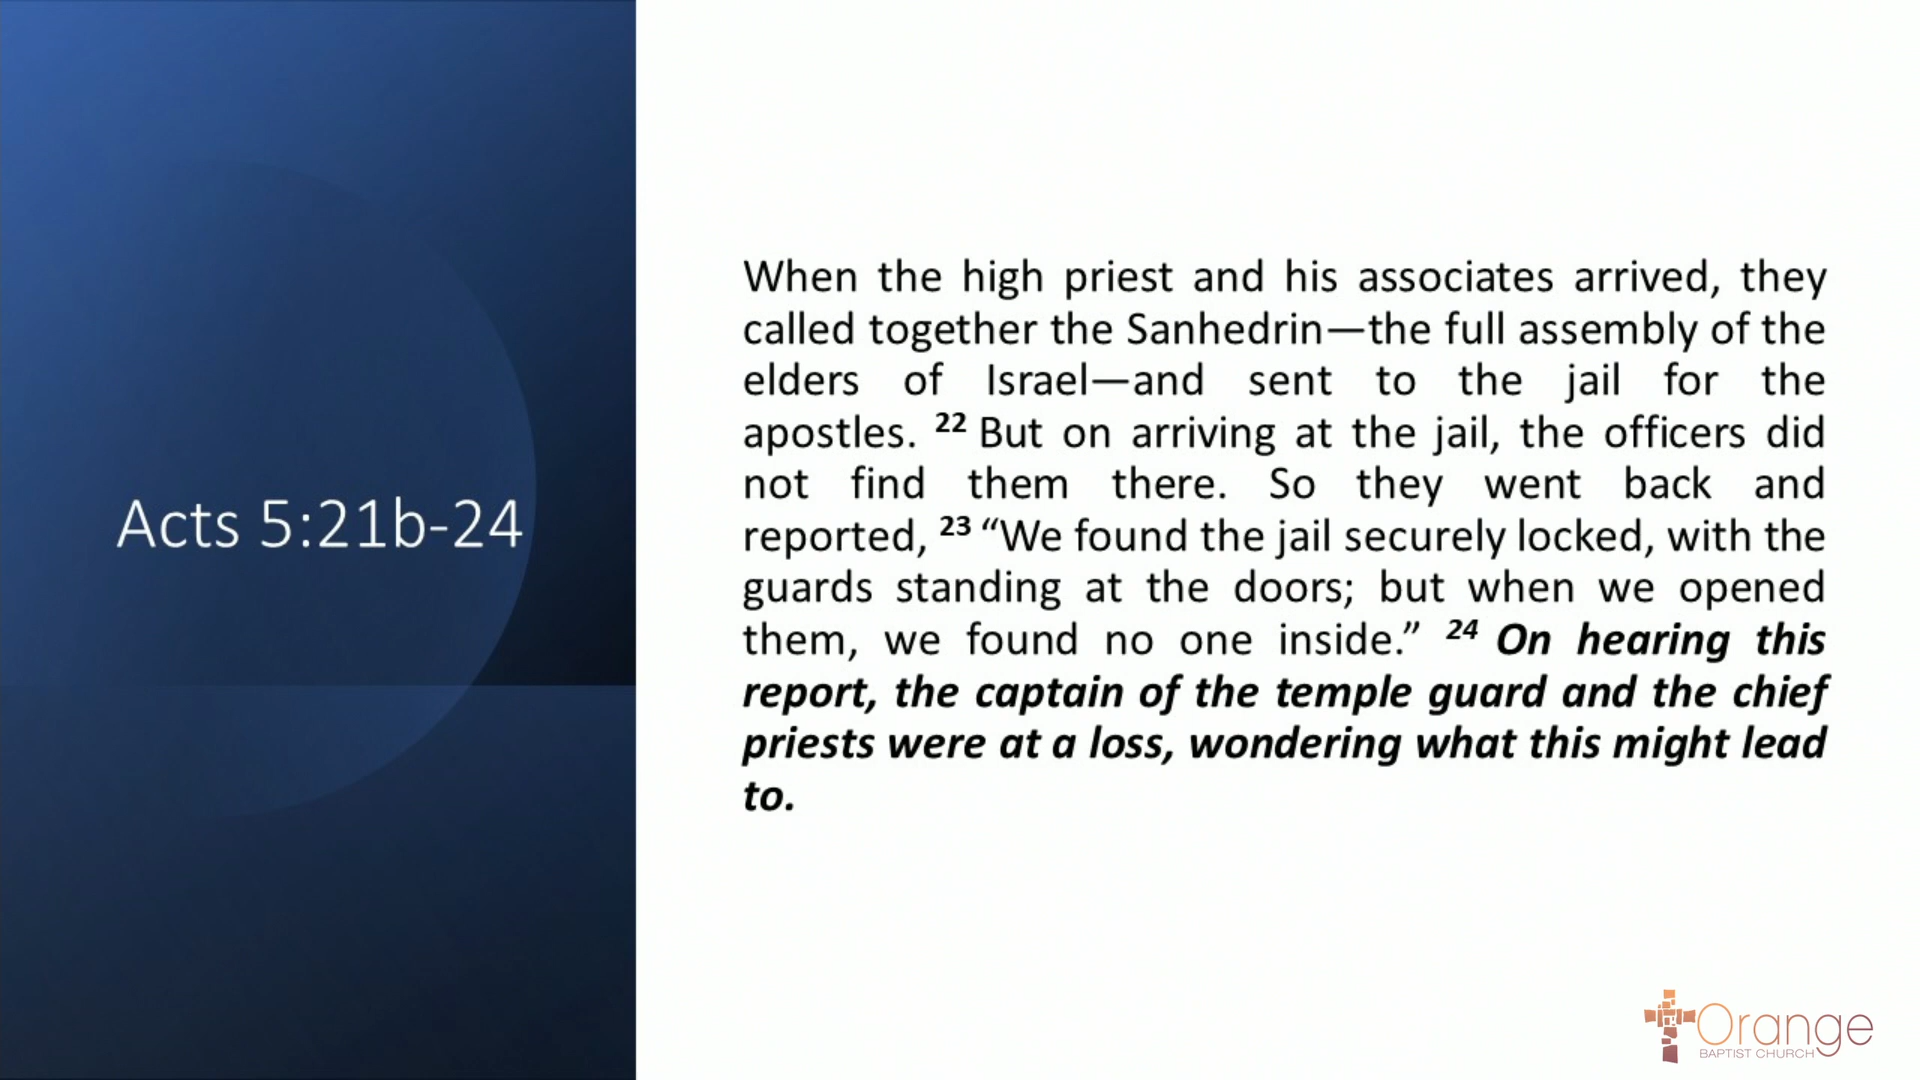 Acts 5:21b-24
When the high priest and his associates arrived, they
called together the Sanhedrin—the full assembly of the
elders of Israel—and sent to the jail for the
apostles. 22 But on arriving at the jail, the officers did
not find them there. So they went back and
reported, 23 “We found the jail securely locked, with the
guards standing at the doors; but when we opened
them, we found no one inside.” 24 On hearing this
report, the captain of the temple guard and the chief
priests were at a loss, wondering what this might lead
to.
Orange
BAPTIST CHURCH